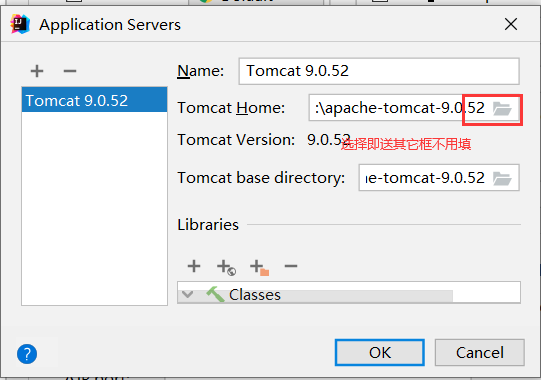 Application Servers
Name: Tomcat 9.0.52
Tomcat 9.0.52
Tomcat Home: :\apache-tomcat-9.0.52
Tomcat Version: 9.0.52
选择即送其它框不用填
Tomcat base directory: ne-tomcat-9.0.52
Libraries
Classes
? OK Cancel